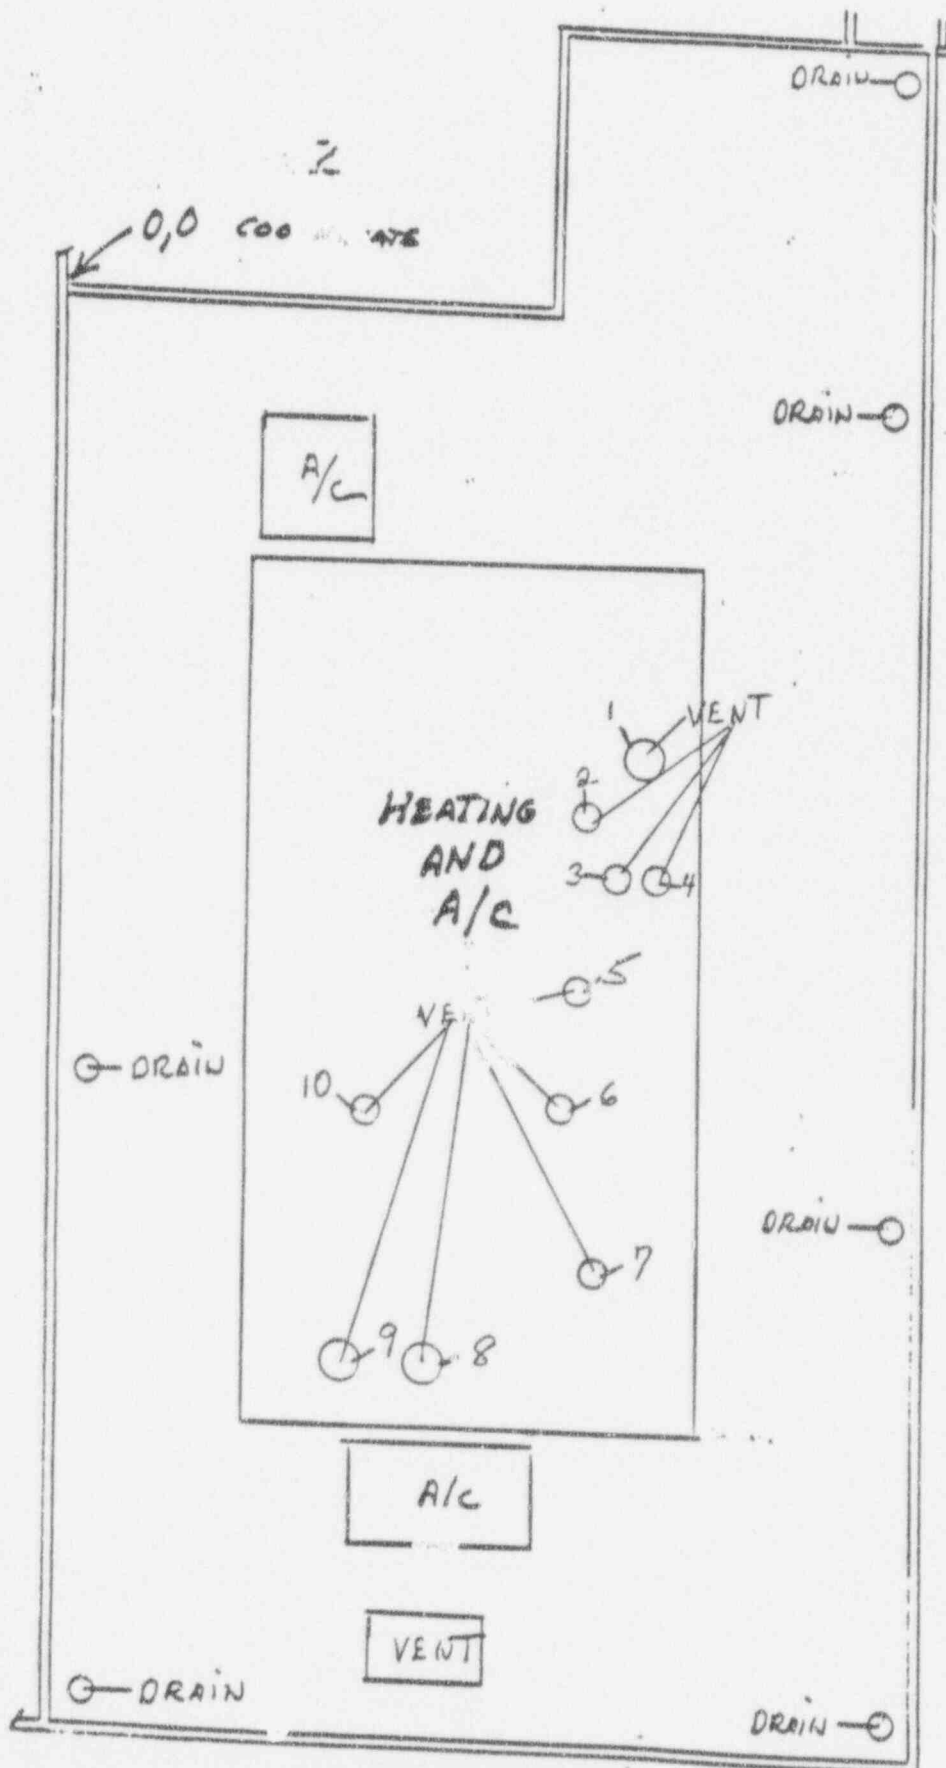 DRAIN
0,0
DRAIN
A/C
1
VENT
2
HEATING
AND
A/C
3
4
5
DRAIN
10
6
DRAIN
7
9
8
A/C
VENT
DRAIN
DRAIN